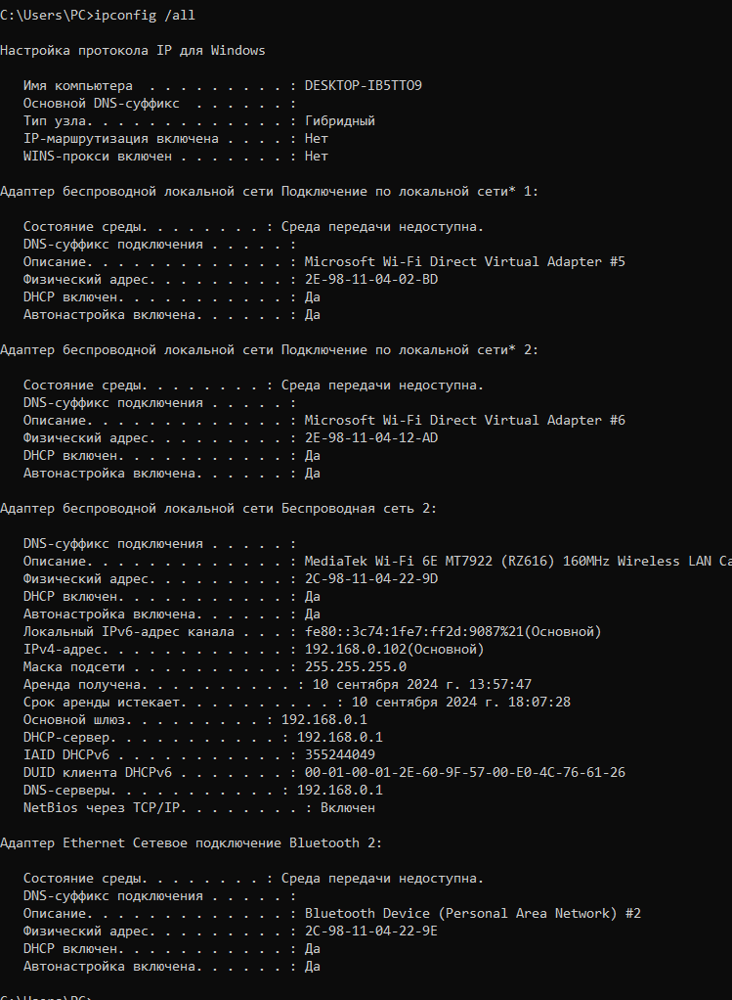 C:\Users\PC>ipconfig /all
Настройка протокола IP для Windows
Имя компьютера . . . . . . . . . : DESKTOP-IB5TTO9
Основной DNS-суффикс . . . . . . :
Тип узла. . . . . . . . . . . . . : Гибридный
IP-маршрутизация включена . . . . : Нет
WINS-прокси включен . . . . . . . : Нет
Адаптер беспроводной локальной сети Подключение по локальной сети* 1:
Состояние среды. . . . . . . . : Среда передачи недоступна.
DNS-суффикс подключения . . . . . :
Описание. . . . . . . . . . . . . : Microsoft Wi-Fi Direct Virtual Adapter #5
Физический адрес. . . . . . . . . : 2E-98-11-04-02-BD
DHCP включен. . . . . . . . . . . : Да
Автонастройка включена. . . . . . : Да
Адаптер беспроводной локальной сети Подключение по локальной сети* 2:
Состояние среды. . . . . . . . : Среда передачи недоступна.
DNS-суффикс подключения . . . . . :
Описание. . . . . . . . . . . . . : Microsoft Wi-Fi Direct Virtual Adapter #6
Физический адрес. . . . . . . . . : 2E-98-11-04-12-AD
DHCP включен. . . . . . . . . . . : Да
Автонастройка включена. . . . . . : Да
Адаптер беспроводной локальной сети Беспроводная сеть 2:
DNS-суффикс подключения . . . . . :
Описание. . . . . . . . . . . . . : MediaTek Wi-Fi 6E MT7922 (RZ616) 160MHz Wireless LAN Ca
Физический адрес. . . . . . . . . : 2C-98-11-04-22-9D
DHCP включен. . . . . . . . . . . : Да
Автонастройка включена. . . . . . : Да
Локальный IPv6-адрес канала . . . : fe80::3c74:1fe7:ff2d:9087%21(Основной)
IPv4-адрес. . . . . . . . . . . . : 192.168.0.102(Основной)
Маска подсети . . . . . . . . . . : 255.255.255.0
Аренда получена. . . . . . . . . . : 10 сентября 2024 г. 13:57:47
Срок аренды истекает. . . . . . . . . . : 10 сентября 2024 г. 18:07:28
Основной шлюз. . . . . . . . . : 192.168.0.1
DHCP-сервер. . . . . . . . . . . : 192.168.0.1
IAID DHCPv6 . . . . . . . . . . . : 355244049
DUID клиента DHCPv6 . . . . . . . : 00-01-00-01-2E-60-9F-57-00-E0-4C-76-61-26
DNS-серверы. . . . . . . . . . . : 192.168.0.1
NetBios через TCP/IP. . . . . . . . : Включен
Адаптер Ethernet Сетевое подключение Bluetooth 2:
Состояние среды. . . . . . . . : Среда передачи недоступна.
DNS-суффикс подключения . . . . . :
Описание. . . . . . . . . . . . . : Bluetooth Device (Personal Area Network) #2
Физический адрес. . . . . . . . . : 2C-98-11-04-22-9E
DHCP включен. . . . . . . . . . . : Да
Автонастройка включена. . . . . . : Да
C:\Users\PC>